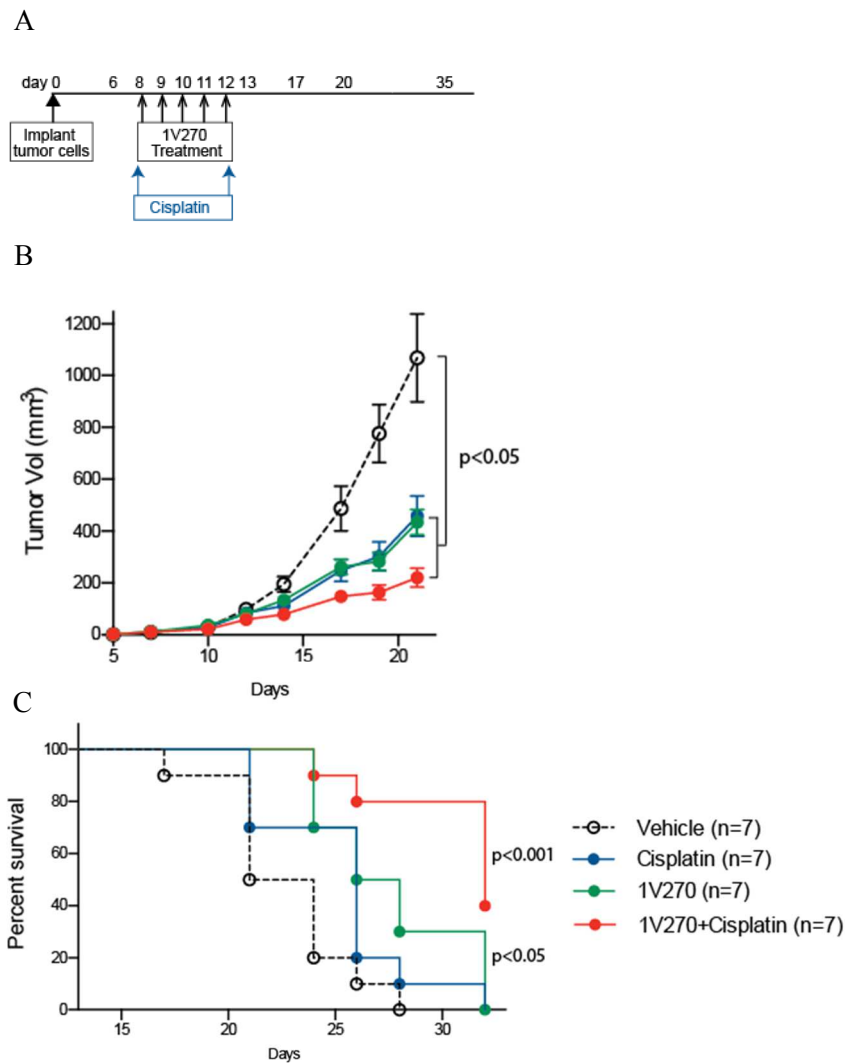 A
day 0 6 8 9 10 11 12 13 17 20 35
Implant
tumor cells
1V270
Treatment
Cisplatin
B
Tumor Vol (mm³)
1200
1000
800
600
400
200
0
5 10 15 20
Days
p<0.05
C
Percent survival
100
80
60
40
20
0
15 20 25 30
Days
p<0.001
p<0.05
Vehicle (n=7)
Cisplatin (n=7)
1V270 (n=7)
1V270+Cisplatin (n=7)